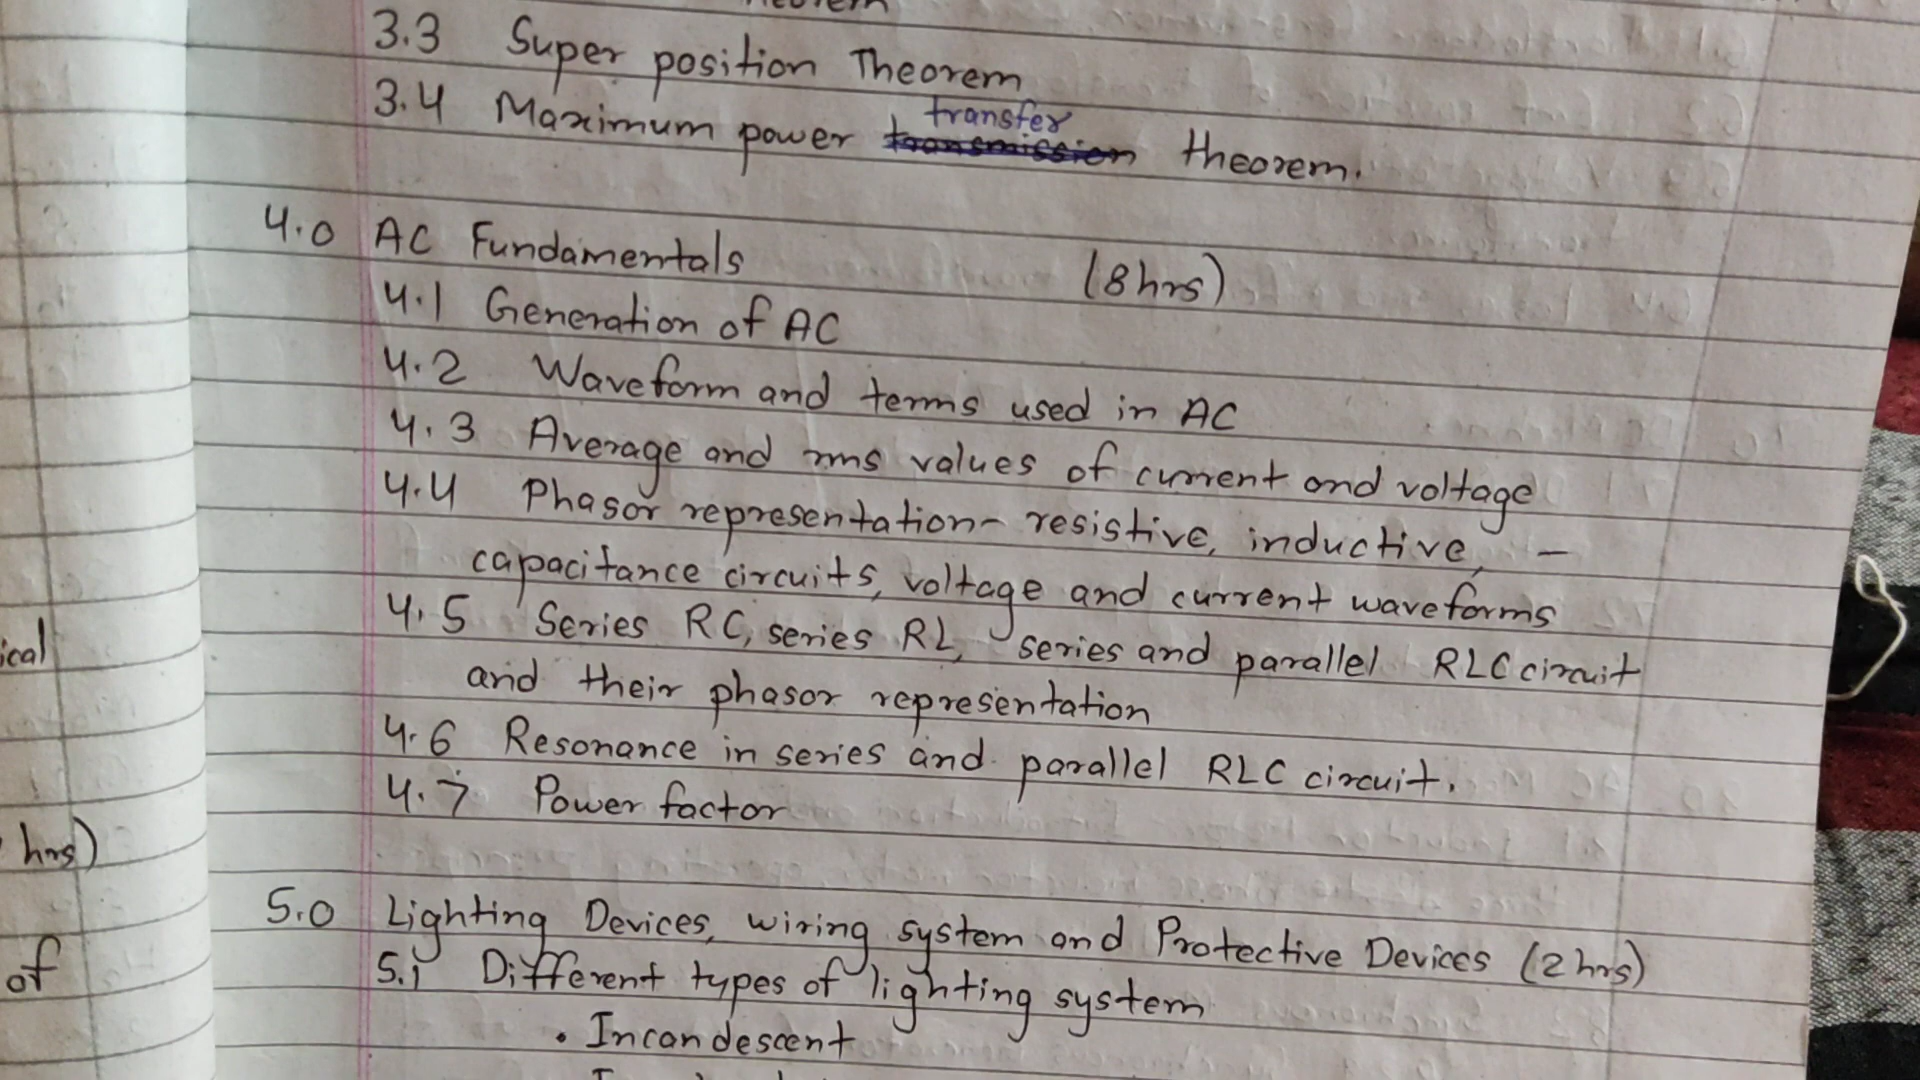 3.3 Super position Theorem
3.4 Maximum power transfer theorem.
4.0 AC Fundamentals (8hrs)
4.1 Generation of AC
4.2 Waveform and terms used in AC
4.3 Average and rms values of current and voltage
4.4 Phasor representation- resistive, inductive, -
capacitance circuits, voltage and current waveforms
4.5 Series RC, series RL, series and parallel RLC circuit
and their phasor representation
4.6 Resonance in series and parallel RLC circuit.
4.7 Power factor
5.0 Lighting Devices, wiring system and Protective Devices (2 hrs)
5.1 Different types of lighting system
• Incandescent
ical
hrs)
of